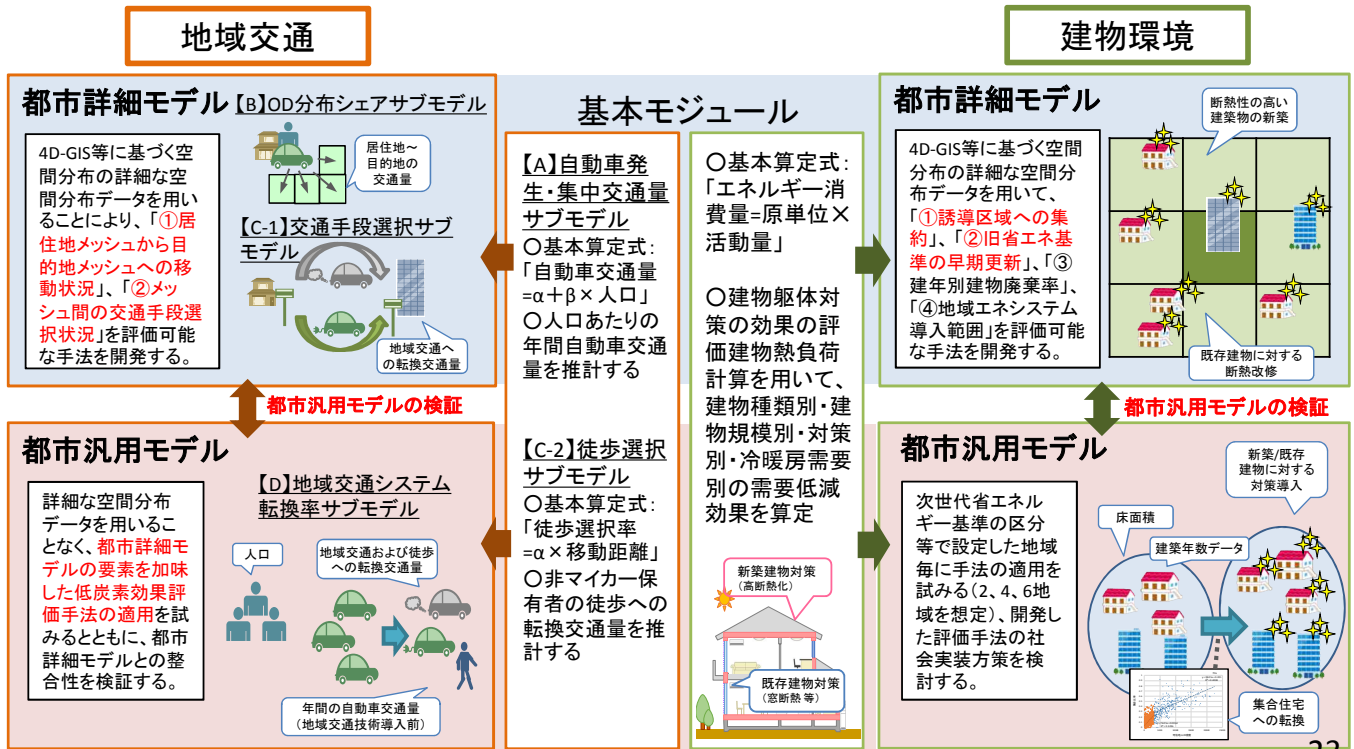 地域交通
建物環境
都市詳細モデル
【B】OD分布シェアサブモデル
4D-GIS等に基づく空
間分布の詳細な空
間分布データを用い
ることにより、「①居
住地メッシュから目
的地メッシュへの移
動状況」、「②メッ
シュ間の交通手段選
択状況」を評価可能
な手法を開発する。
居住地～
目的地の
交通量
【C-1】交通手段選択サブ
モデル
地域交通へ
の転換交通量
都市汎用モデルの検証
都市汎用モデル
【D】地域交通システム
転換率サブモデル
詳細な空間分布
データを用いるこ
となく、都市詳細モ
デルの要素を加味
した低炭素効果評
価手法の適用を試
みるとともに、都市
詳細モデルとの整
合性を検証する。
人口
地域交通および徒歩
への転換交通量
年間の自動車交通量
（地域交通技術導入前）
基本モジュール
【A】自動車発
生・集中交通量
サブモデル
○基本算定式：
「自動車交通量
=α＋β×人口」
○人口あたりの
年間自動車交通
量を推計する
【C-2】徒歩選択
サブモデル
○基本算定式：
「徒歩選択率
=α×移動距離」
○非マイカー保
有者の徒歩への
転換交通量を推
計する
○基本算定式：
「エネルギー消
費量=原単位×
活動量」
○建物躯体対
策の効果の評
価建物熱負荷
計算を用いて、
建物種類別・建
物規模別・対策
別・冷暖房需要
別の需要低減
効果を算定
新築建物対策
（高断熱化）
既存建物対策
（窓断熱 等）
都市詳細モデル
4D-GIS等に基づく空間
分布の詳細な空間分
布データを用いて、
「①誘導区域への集
約」、「②旧省エネ基
準の早期更新」、「③
建年別建物廃棄率」、
「④地域エネシステム
導入範囲」を評価可能
な手法を開発する。
断熱性の高い
建築物の新築
既存建物に対する
断熱改修
都市汎用モデルの検証
都市汎用モデル
次世代省エネル
ギー基準の区分
等で設定した地域
毎に手法の適用を
試みる（2、4、6地
域を想定）、開発し
た評価手法の社
会実装方策を検
討する。
新築/既存
建物に対する
対策導入
床面積
建築年数データ
集合住宅
への転換